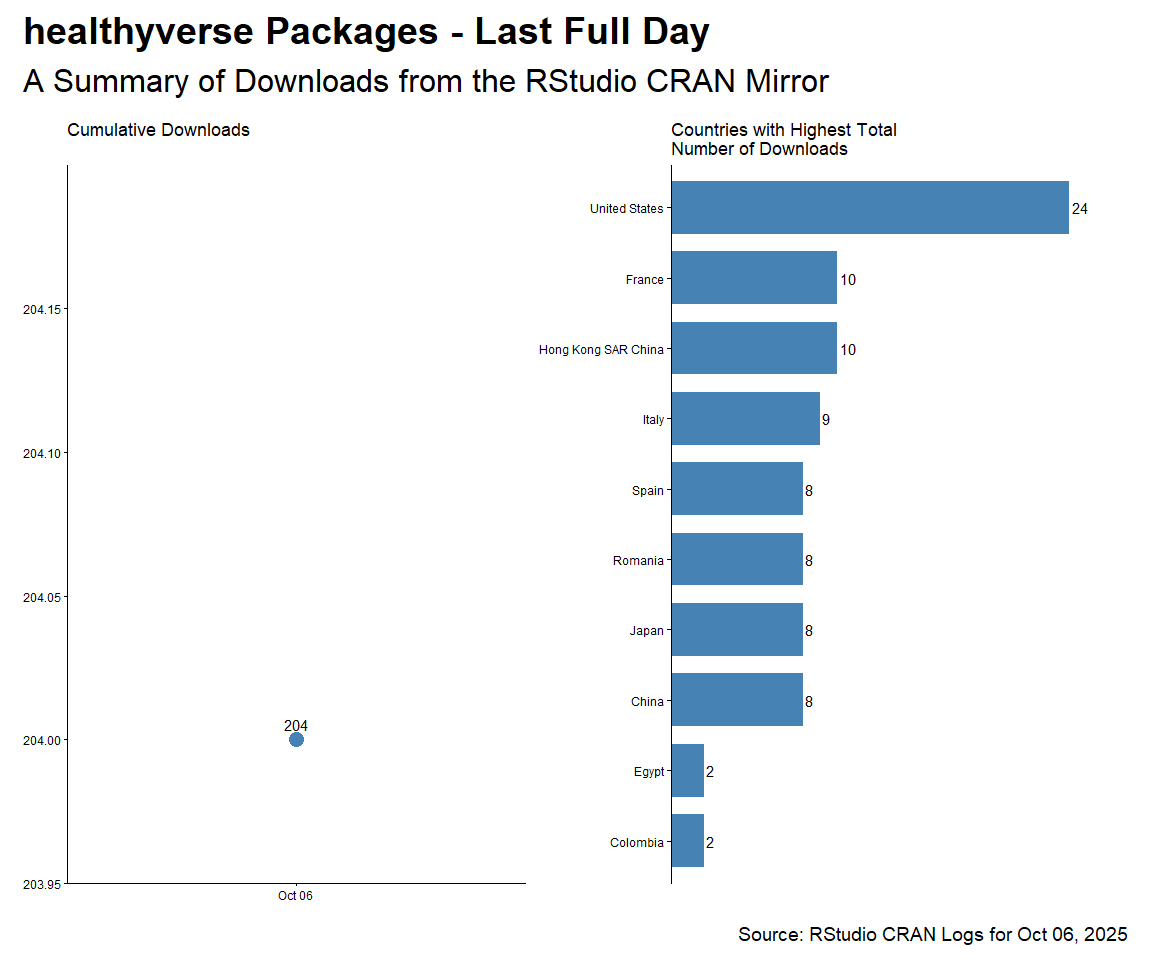 healthyverse Packages - Last Full Day
A Summary of Downloads from the RStudio CRAN Mirror
Cumulative Downloads
204.15
204.10
204.05
204.00
203.95
204
Oct 06
Countries with Highest Total
Number of Downloads
United States 24
France 10
Hong Kong SAR China 10
Italy 9
Spain 8
Romania 8
Japan 8
China 8
Egypt 2
Colombia 2
Source: RStudio CRAN Logs for Oct 06, 2025